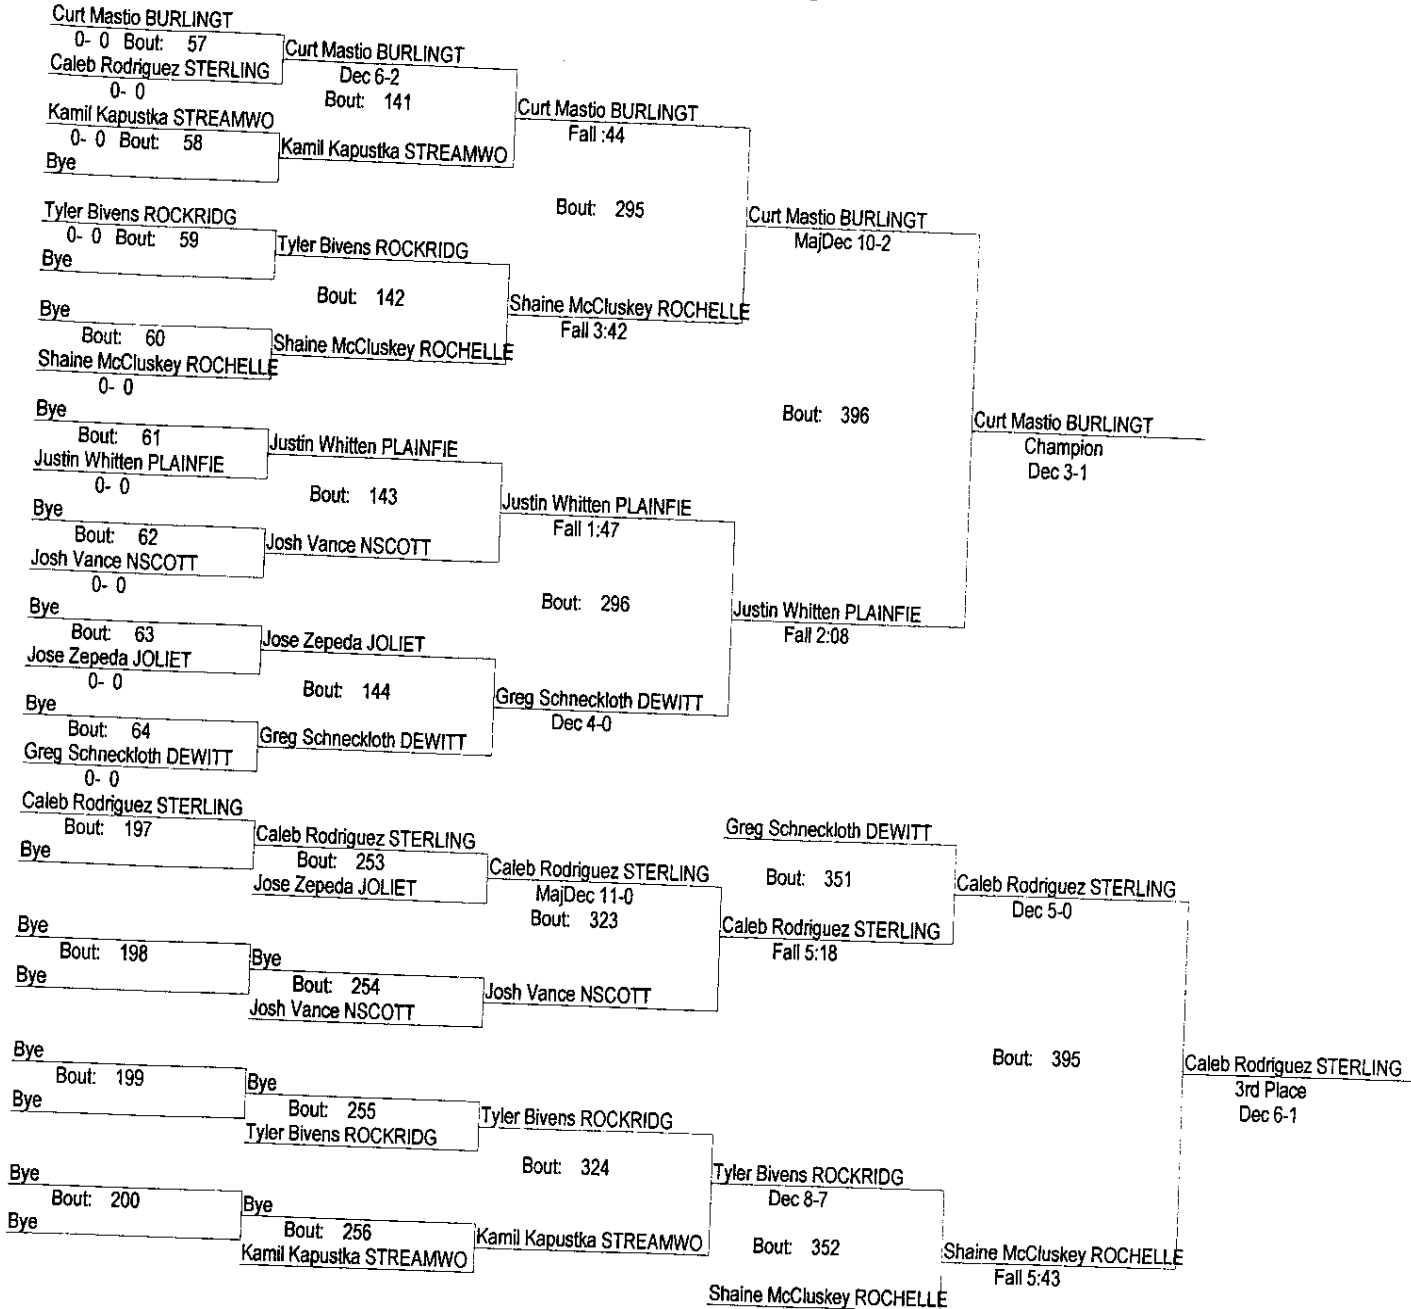 Curt Mastio BURLINGT
0- 0 Bout: 57
Caleb Rodriguez STERLING
0- 0
Curt Mastio BURLINGT
Dec 6-2
Bout: 141
Kamil Kapustka STREAMWO
0- 0 Bout: 58
Bye
Kamil Kapustka STREAMWO
Curt Mastio BURLINGT
Fall :44
Bout: 295
Tyler Bivens ROCKRIDG
0- 0 Bout: 59
Bye
Tyler Bivens ROCKRIDG
Bout: 142
Bye
Bout: 60
Shaine McCluskey ROCHELLE
0- 0
Shaine McCluskey ROCHELLE
Shaine McCluskey ROCHELLE
Fall 3:42
Curt Mastio BURLINGT
MajDec 10-2
Bout: 396
Bye
Bout: 61
Justin Whitten PLAINFIE
0- 0
Justin Whitten PLAINFIE
Bout: 143
Bye
Bout: 62
Josh Vance NSCOTT
0- 0
Josh Vance NSCOTT
Justin Whitten PLAINFIE
Fall 1:47
Bout: 296
Bye
Bout: 63
Jose Zepeda JOLIET
0- 0
Jose Zepeda JOLIET
Bout: 144
Bye
Bout: 64
Greg Schneckloth DEWITT
0- 0
Greg Schneckloth DEWITT
Greg Schneckloth DEWITT
Dec 4-0
Justin Whitten PLAINFIE
Fall 2:08
Curt Mastio BURLINGT
Champion
Dec 3-1
Caleb Rodriguez STERLING
Bout: 197
Bye
Caleb Rodriguez STERLING
Bout: 253
Jose Zepeda JOLIET
Caleb Rodriguez STERLING
MajDec 11-0
Bout: 323
Bye
Bout: 198
Bye
Bye
Bout: 254
Josh Vance NSCOTT
Josh Vance NSCOTT
Greg Schneckloth DEWITT
Bout: 351
Caleb Rodriguez STERLING
Fall 5:18
Caleb Rodriguez STERLING
Dec 5-0
Bout: 395
Bye
Bout: 199
Bye
Bye
Bout: 255
Tyler Bivens ROCKRIDG
Tyler Bivens ROCKRIDG
Bout: 324
Bye
Bout: 200
Bye
Bye
Bout: 256
Kamil Kapustka STREAMWO
Kamil Kapustka STREAMWO
Tyler Bivens ROCKRIDG
Dec 8-7
Bout: 352
Shaine McCluskey ROCHELLE
Shaine McCluskey ROCHELLE
Fall 5:43
Caleb Rodriguez STERLING
3rd Place
Dec 6-1